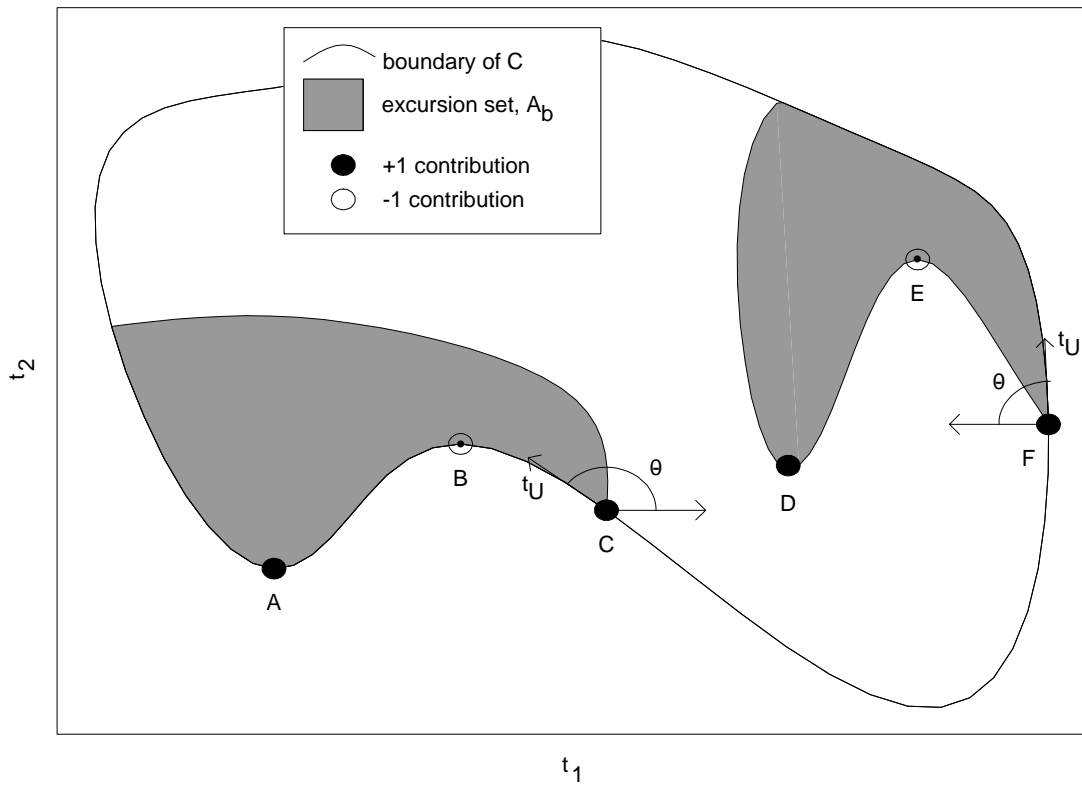 boundary of C
excursion set, A_b
+1 contribution
-1 contribution
E
t_U
θ
F
t_2
B
t_U
θ
C
D
A
t_1